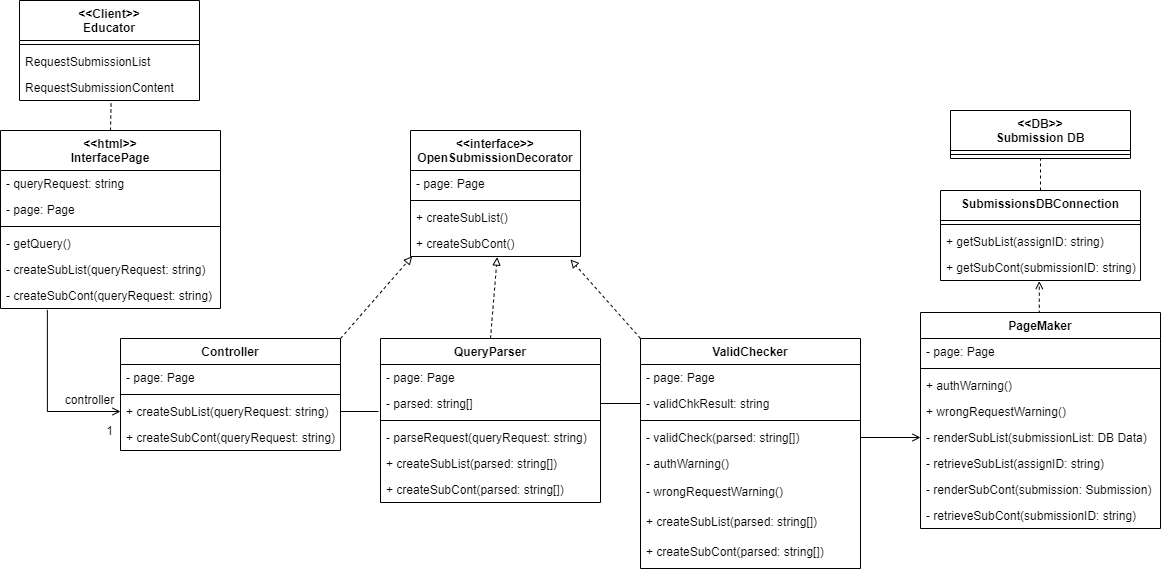 <<Client>>
Educator
RequestSubmissionList
RequestSubmissionContent
<<html>>
InterfacePage
- queryRequest: string
- page: Page
- getQuery()
- createSubList(queryRequest: string)
- createSubCont(queryRequest: string)
<<interface>>
OpenSubmissionDecorator
- page: Page
+ createSubList()
+ createSubCont()
<<DB>>
Submission DB
SubmissionsDBConnection
+ getSubList(assignID: string)
+ getSubCont(submissionID: string)
controller
1
Controller
- page: Page
+ createSubList(queryRequest: string)
+ createSubCont(queryRequest: string)
QueryParser
- page: Page
- parsed: string[]
- parseRequest(queryRequest: string)
+ createSubList(parsed: string[])
+ createSubCont(parsed: string[])
ValidChecker
- page: Page
- validChkResult: string
- validCheck(parsed: string[])
- authWarning()
- wrongRequestWarning()
+ createSubList(parsed: string[])
+ createSubCont(parsed: string[])
PageMaker
- page: Page
+ authWarning()
+ wrongRequestWarning()
- renderSubList(submissionList: DB Data)
- retrieveSubList(assignID: string)
- renderSubCont(submission: Submission)
- retrieveSubCont(submissionID: string)